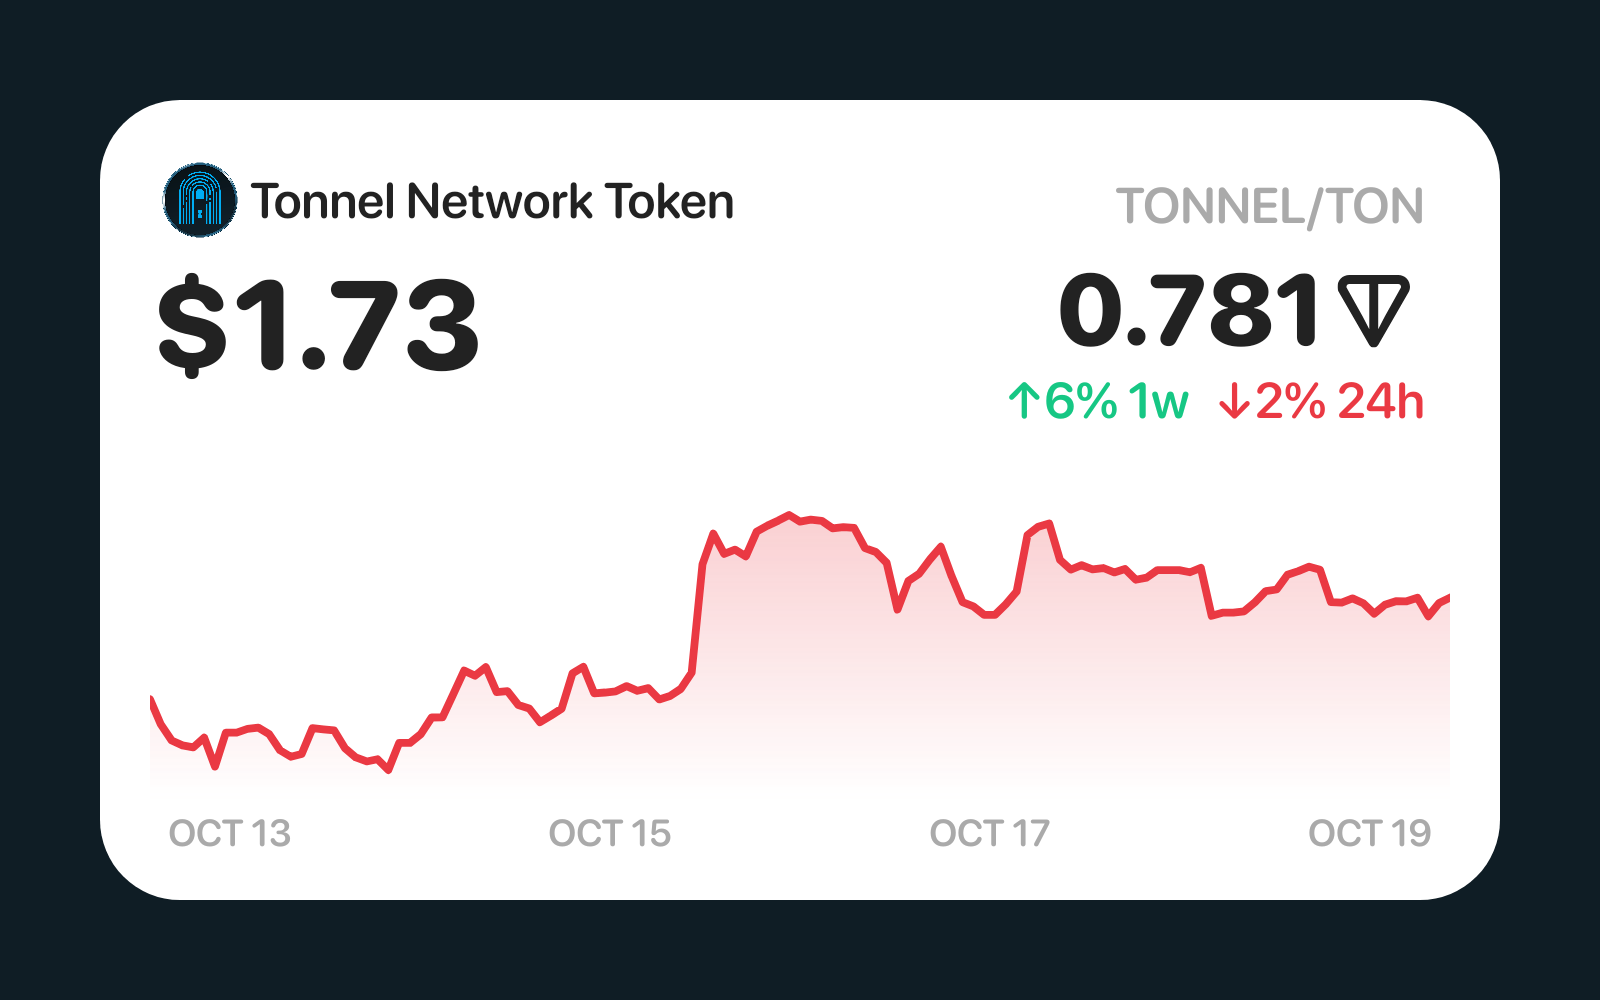 Tonnel Network Token
TONNEL/TON
$1.73
0.781
↑6% 1w ↓2% 24h
OCT 13 OCT 15 OCT 17 OCT 19